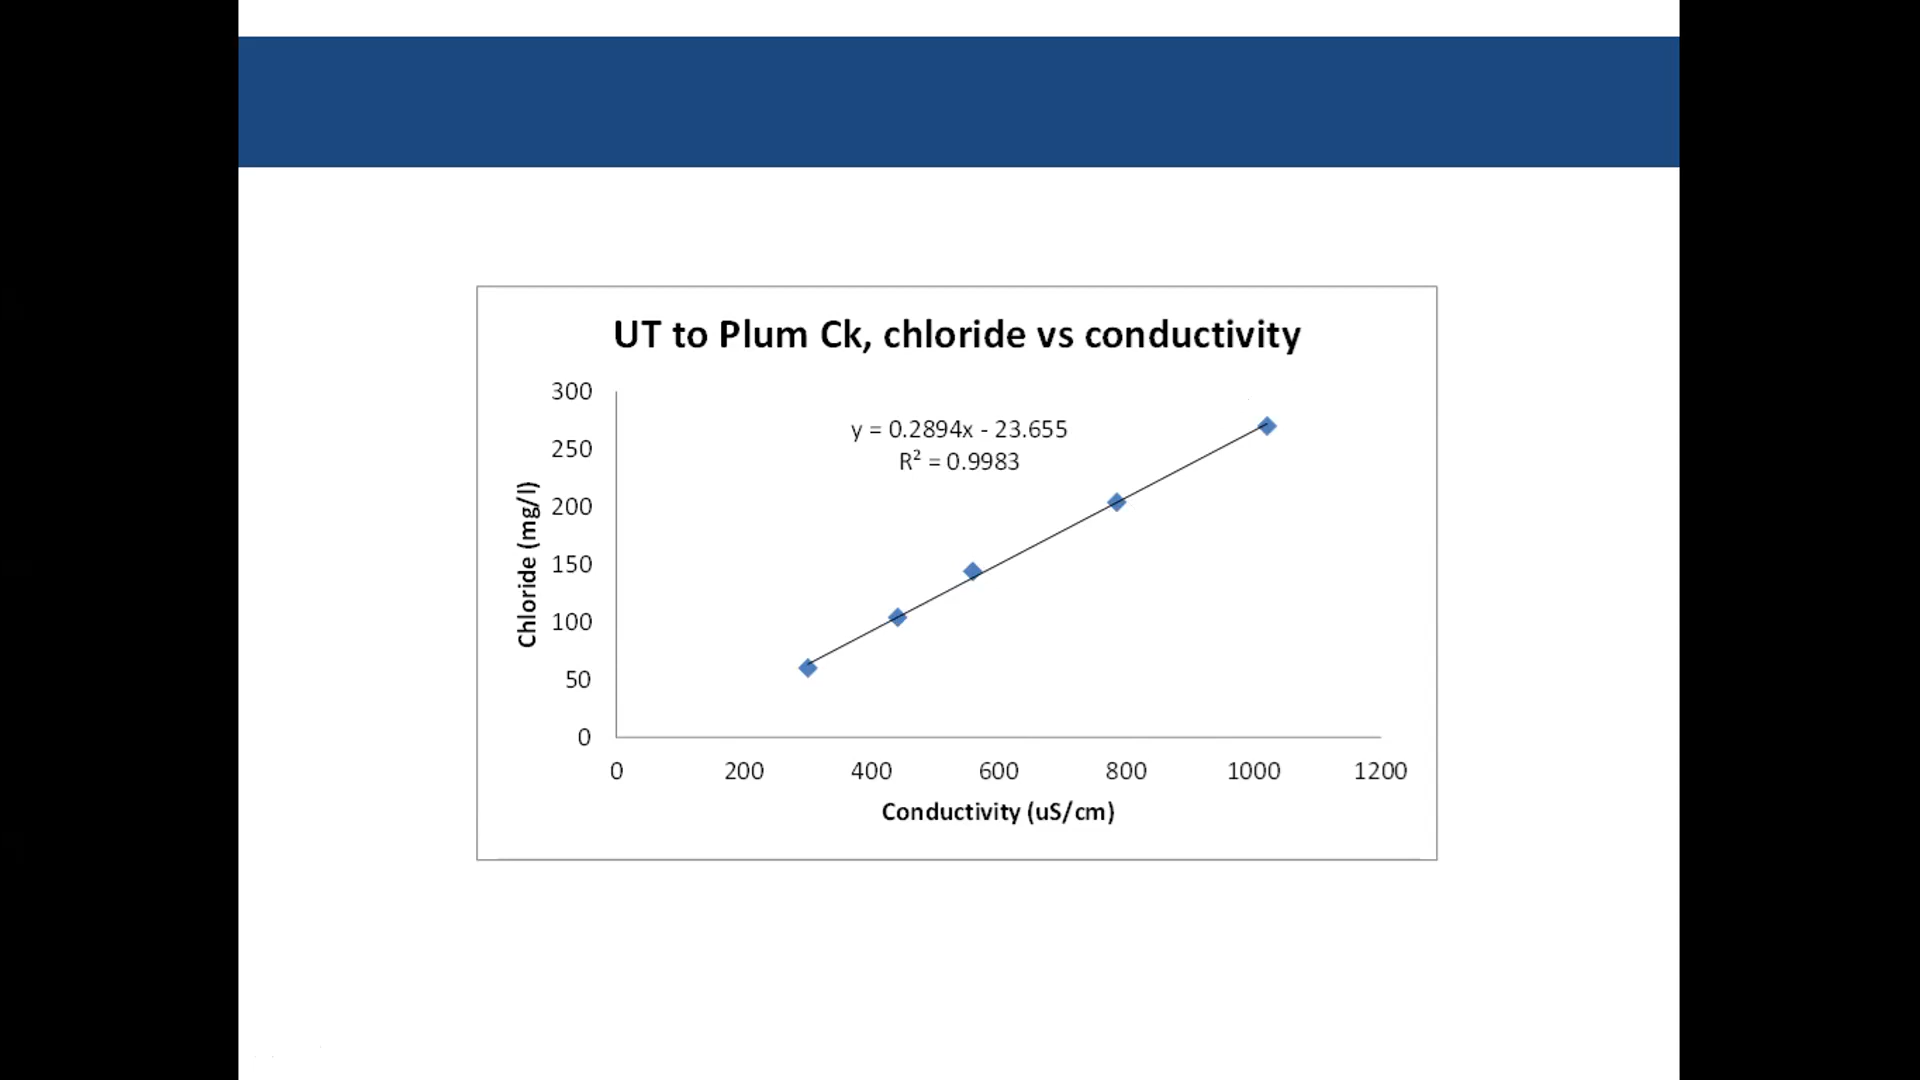 UT to Plum Ck, chloride vs conductivity
y = 0.2894x - 23.655
R² = 0.9983
Chloride (mg/l)
300
250
200
150
100
50
0
0 200 400 600 800 1000 1200
Conductivity (uS/cm)